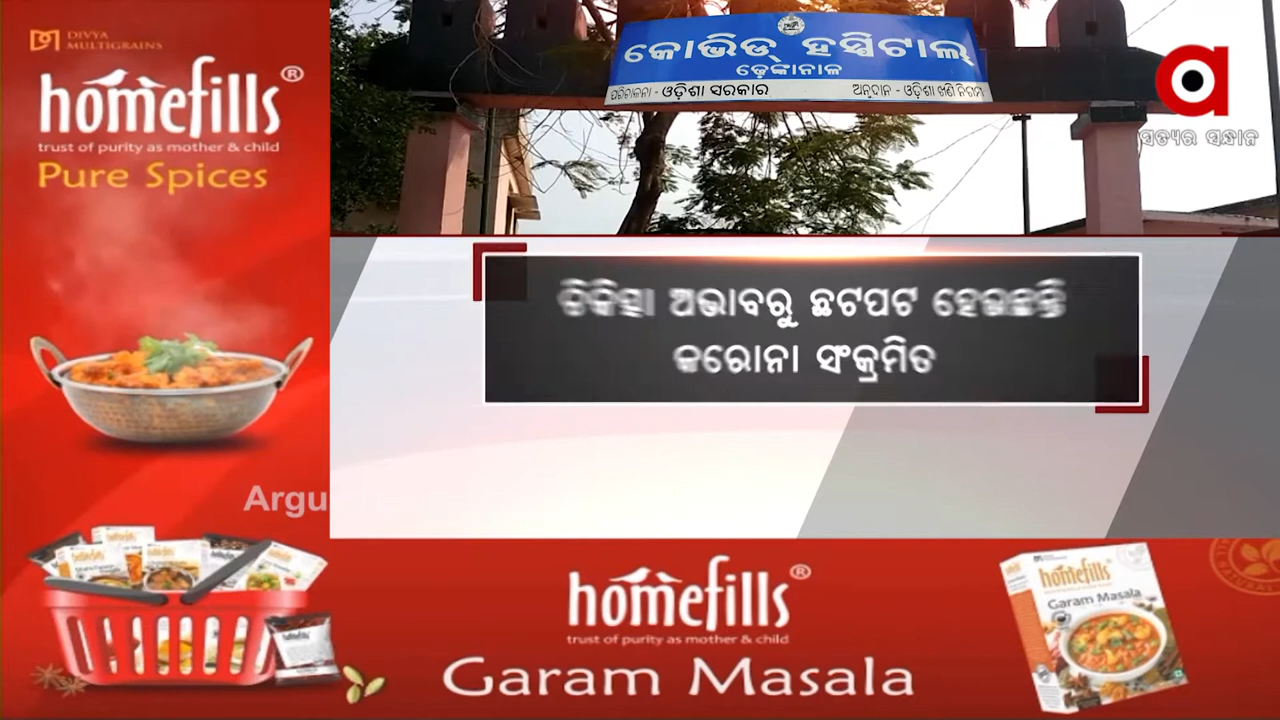 DIVYA
MULTIGRAINS
homefills®
trust of purity as mother & child
Pure Spices
କୋଭିଡ୍ ହସ୍ପିଟାଲ୍
ଢ଼େଙ୍କାନାଳ
ପରିଚାଳନା - ଓଡ଼ିଶା ସରକାର ଅନୁଦାନ - ଓଡ଼ିଶା ଖଣି ନିଗମ
ସତ୍ୟର ସନ୍ଧାନ
ଚିକିତ୍ସା ଅଭାବରୁ ଛଟପଟ ହେଉଛନ୍ତି
କରୋନା ସଂକ୍ରମିତ
Argu
homefills®
trust of purity as mother & child
Garam Masala
homefills
Garam Masala
homefills